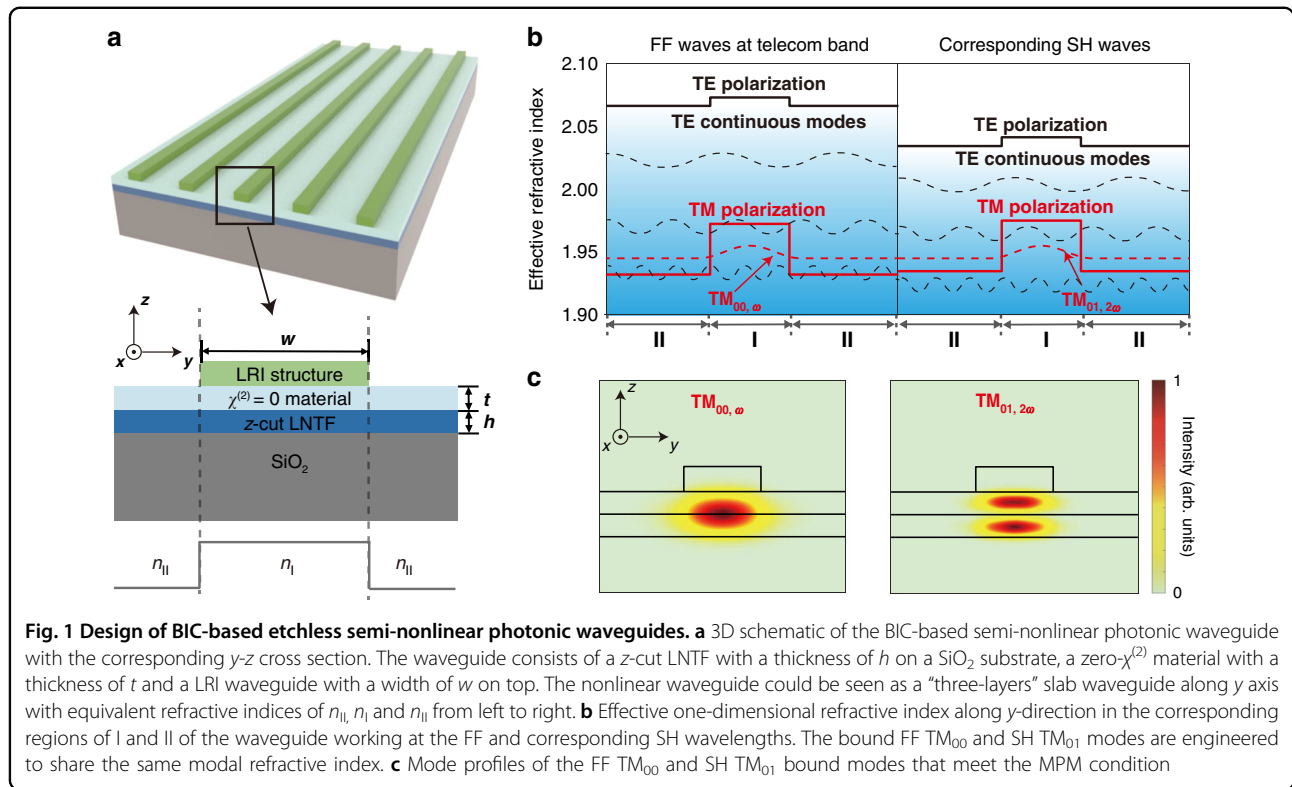 a
z
x
y
w
LRI structure
χ(2) = 0 material
z-cut LNTF
SiO2
t
h
nII
nI
nII
b
FF waves at telecom band
Corresponding SH waves
Effective refractive index
2.10
2.05
2.00
1.95
1.90
TE polarization
TE continuous modes
TM polarization
TM00, ω
TE polarization
TE continuous modes
TM polarization
TM01, 2ω
II
I
II
II
I
II
c
z
x
y
TM00, ω
TM01, 2ω
1
0
Intensity (arb. units)
Fig. 1 Design of BIC-based etchless semi-nonlinear photonic waveguides. a 3D schematic of the BIC-based semi-nonlinear photonic waveguide
with the corresponding y-z cross section. The waveguide consists of a z-cut LNTF with a thickness of h on a SiO2 substrate, a zero-χ(2) material with a
thickness of t and a LRI waveguide with a width of w on top. The nonlinear waveguide could be seen as a “three-layers” slab waveguide along y axis
with equivalent refractive indices of nII, nI and nII from left to right. b Effective one-dimensional refractive index along y-direction in the corresponding
regions of I and II of the waveguide working at the FF and corresponding SH wavelengths. The bound FF TM00 and SH TM01 modes are engineered
to share the same modal refractive index. c Mode profiles of the FF TM00 and SH TM01 bound modes that meet the MPM condition